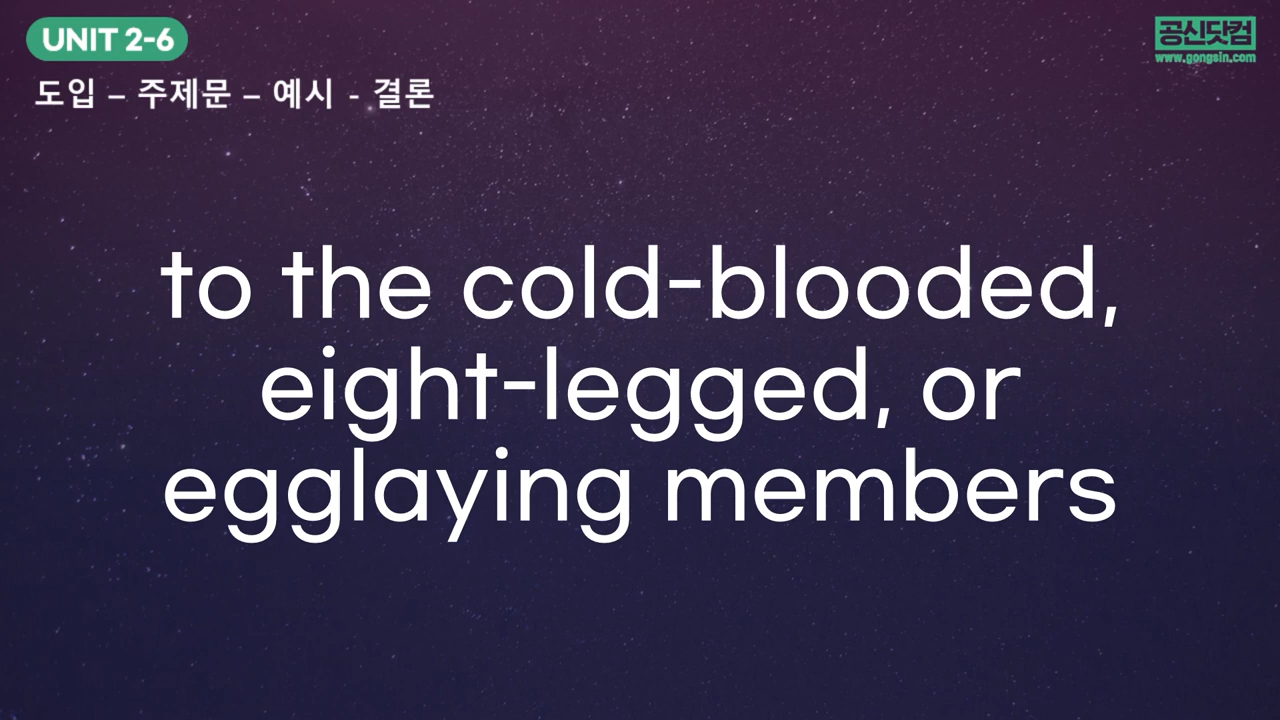 UNIT 2-6
공신닷컴
www.gongsin.com
도입 – 주제문 – 예시 - 결론
to the cold-blooded,
eight-legged, or
egglaying members